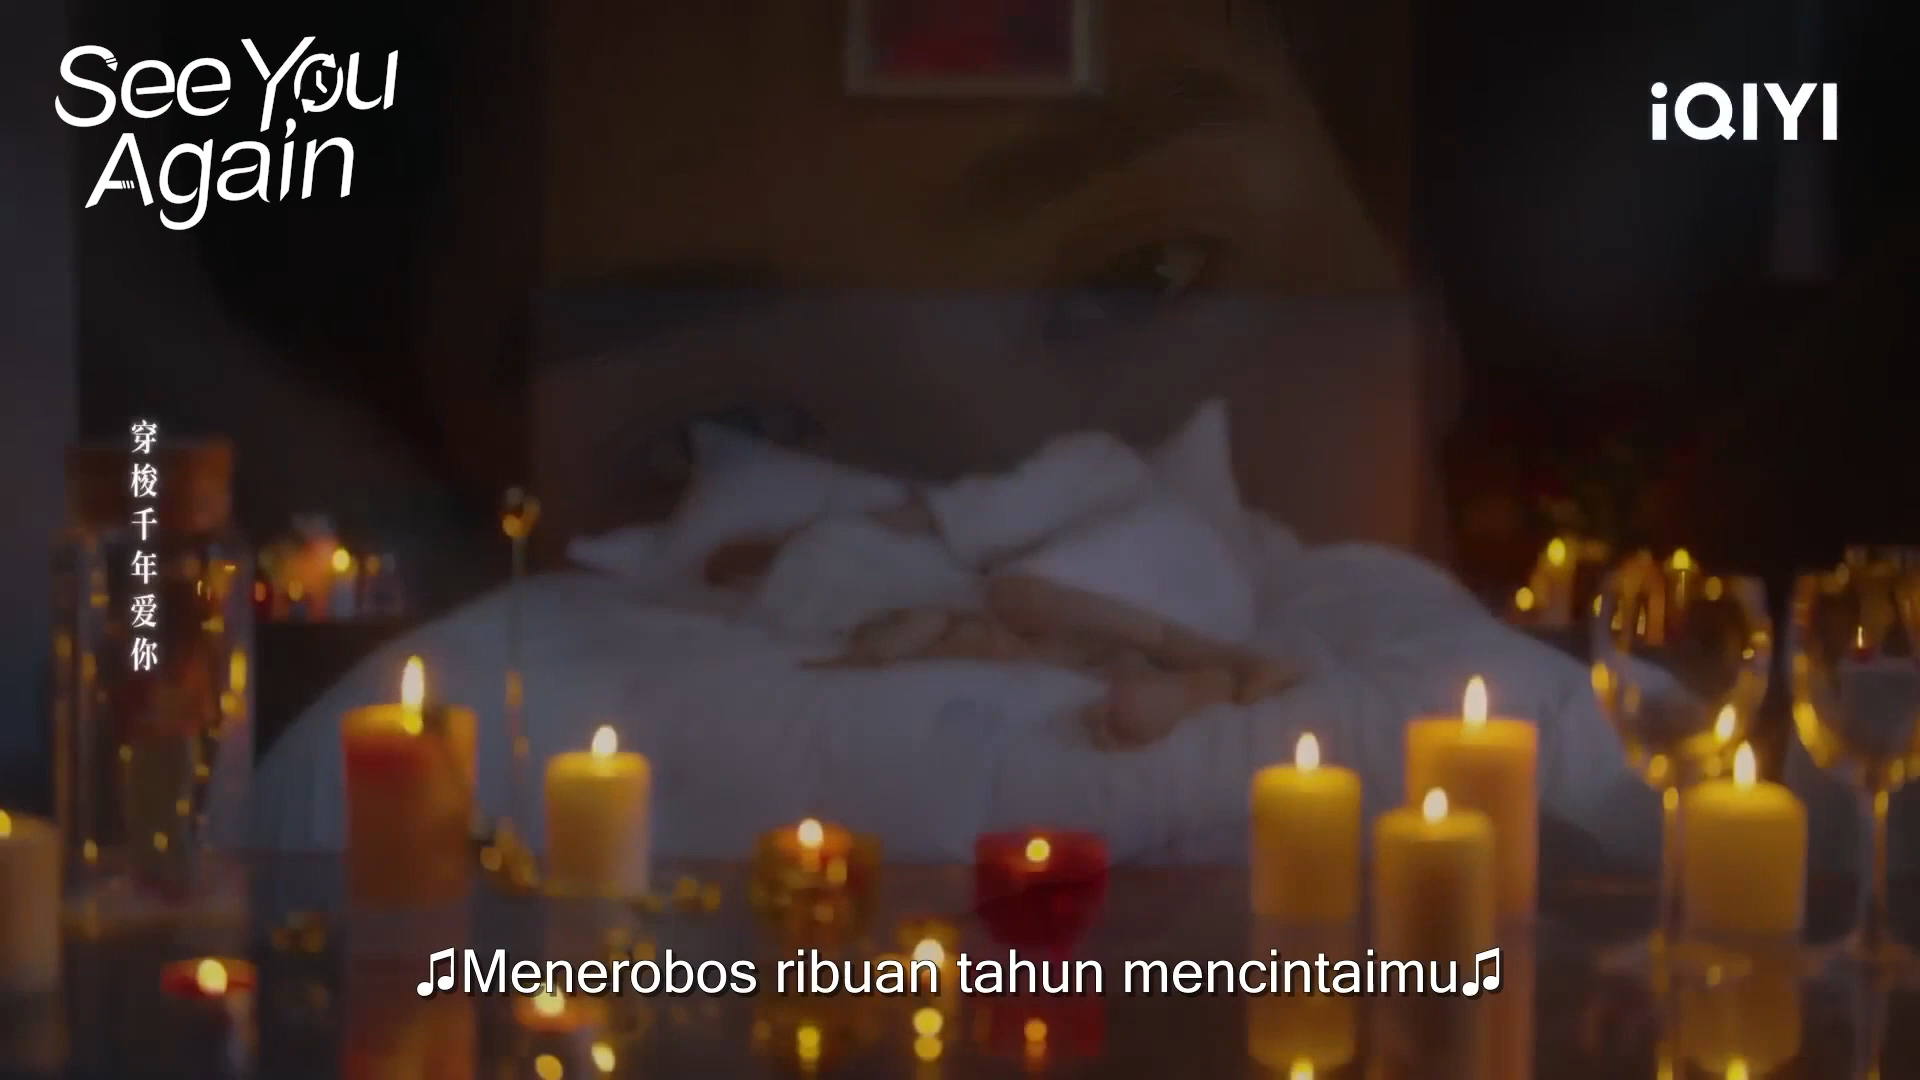 See You
Again
iQIYI
穿梭千年爱你
♫Menerobos ribuan tahun mencintaimu♫